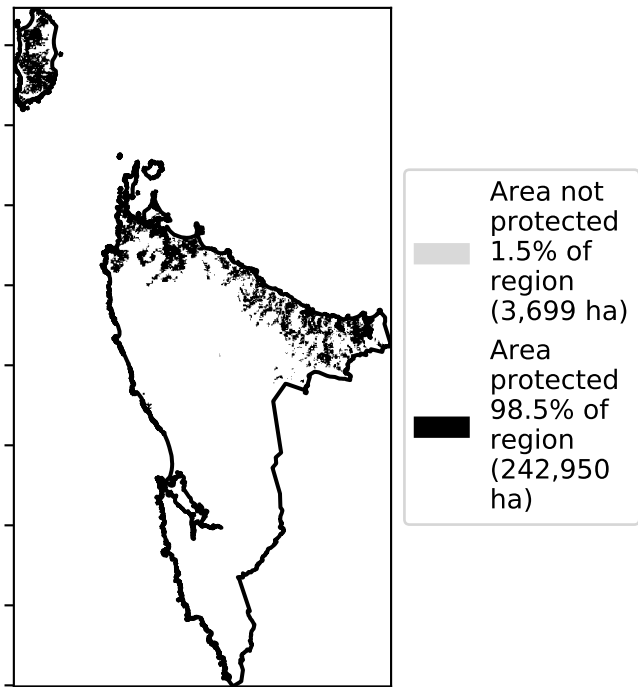 Area not
protected
1.5% of
region
(3,699 ha)
Area
protected
98.5% of
region
(242,950
ha)